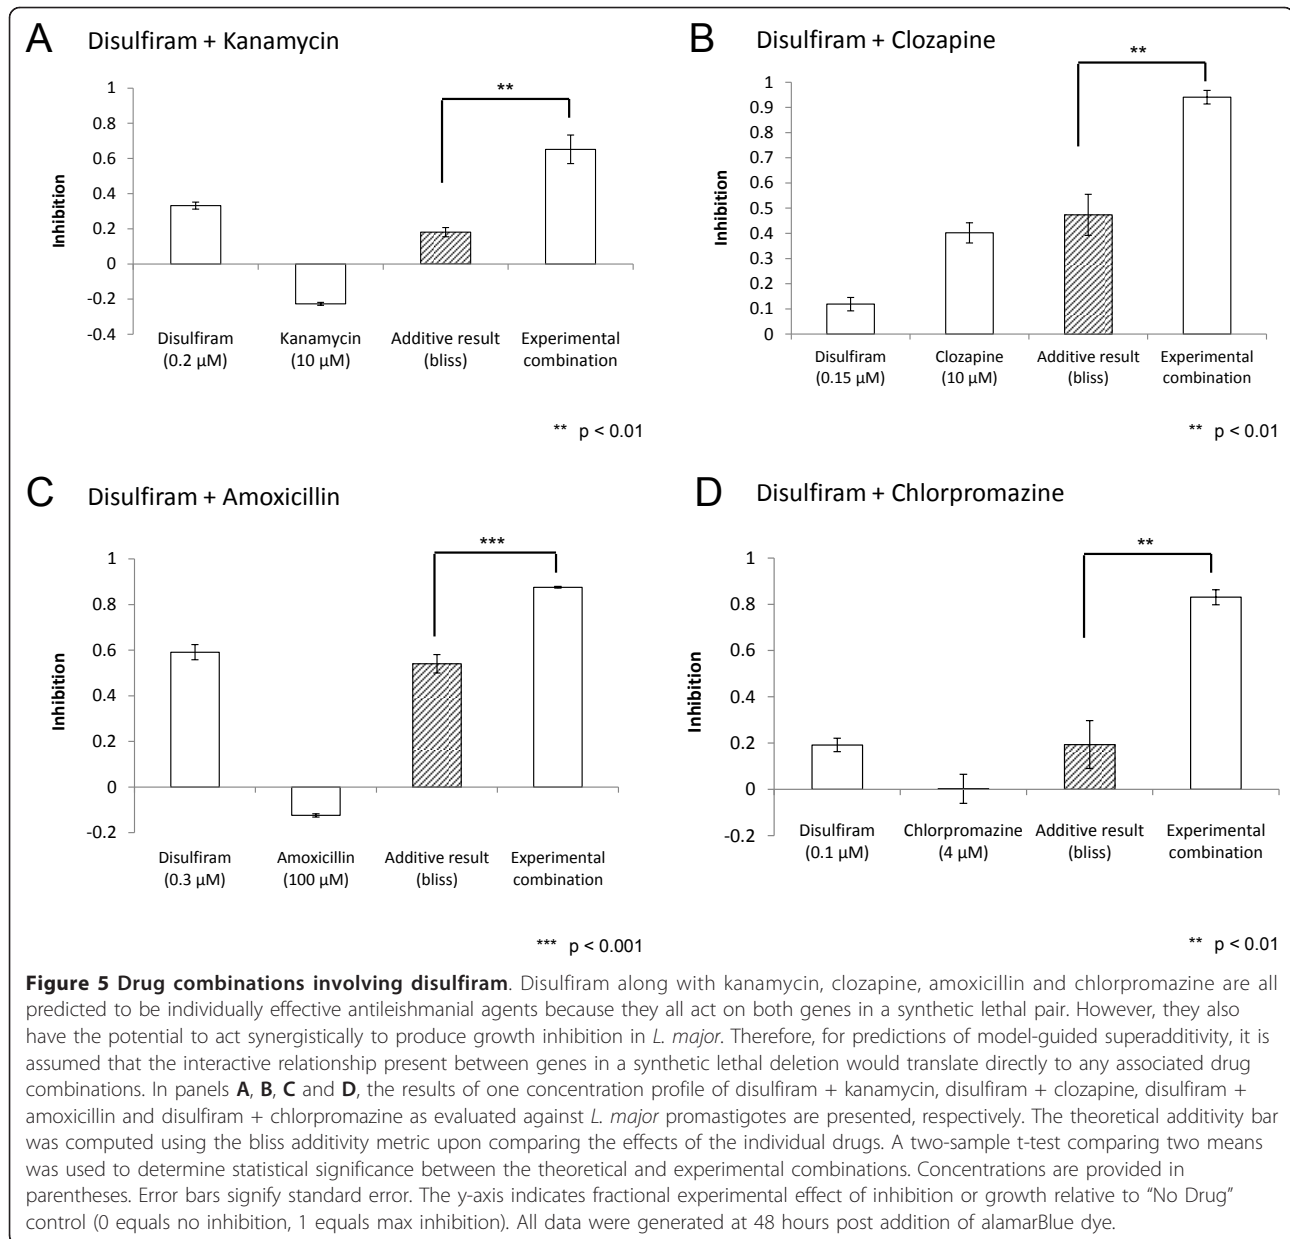 A Disulfiram + Kanamycin
1
0.8
0.6
0.4
0.2
0
-0.2
-0.4
Inhibition
**
Disulfiram
(0.2 µM)
Kanamycin
(10 µM)
Additive result
(bliss)
Experimental
combination
** p < 0.01
B Disulfiram + Clozapine
1
0.9
0.8
0.7
0.6
0.5
0.4
0.3
0.2
0.1
0
Inhibition
**
Disulfiram
(0.15 µM)
Clozapine
(10 µM)
Additive result
(bliss)
Experimental
combination
** p < 0.01
C Disulfiram + Amoxicillin
1
0.8
0.6
0.4
0.2
0
-0.2
Inhibition
***
Disulfiram
(0.3 µM)
Amoxicillin
(100 µM)
Additive result
(bliss)
Experimental
combination
*** p < 0.001
D Disulfiram + Chlorpromazine
1
0.8
0.6
0.4
0.2
0
-0.2
Inhibition
**
Disulfiram
(0.1 µM)
Chlorpromazine
(4 µM)
Additive result
(bliss)
Experimental
combination
** p < 0.01
Figure 5 Drug combinations involving disulfiram. Disulfiram along with kanamycin, clozapine, amoxicillin and chlorpromazine are all
predicted to be individually effective antileishmanial agents because they all act on both genes in a synthetic lethal pair. However, they also
have the potential to act synergistically to produce growth inhibition in L. major. Therefore, for predictions of model-guided superadditivity, it is
assumed that the interactive relationship present between genes in a synthetic lethal deletion would translate directly to any associated drug
combinations. In panels A, B, C and D, the results of one concentration profile of disulfiram + kanamycin, disulfiram + clozapine, disulfiram +
amoxicillin and disulfiram + chlorpromazine as evaluated against L. major promastigotes are presented, respectively. The theoretical additivity bar
was computed using the bliss additivity metric upon comparing the effects of the individual drugs. A two-sample t-test comparing two means
was used to determine statistical significance between the theoretical and experimental combinations. Concentrations are provided in
parentheses. Error bars signify standard error. The y-axis indicates fractional experimental effect of inhibition or growth relative to “No Drug”
control (0 equals no inhibition, 1 equals max inhibition). All data were generated at 48 hours post addition of alamarBlue dye.